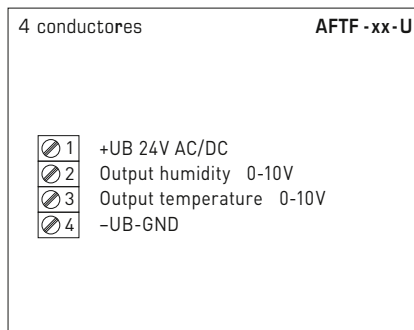 4 conductores AFTF-xx-U
1 +UB 24V AC/DC
2 Output humidity 0-10V
3 Output temperature 0-10V
4 –UB-GND